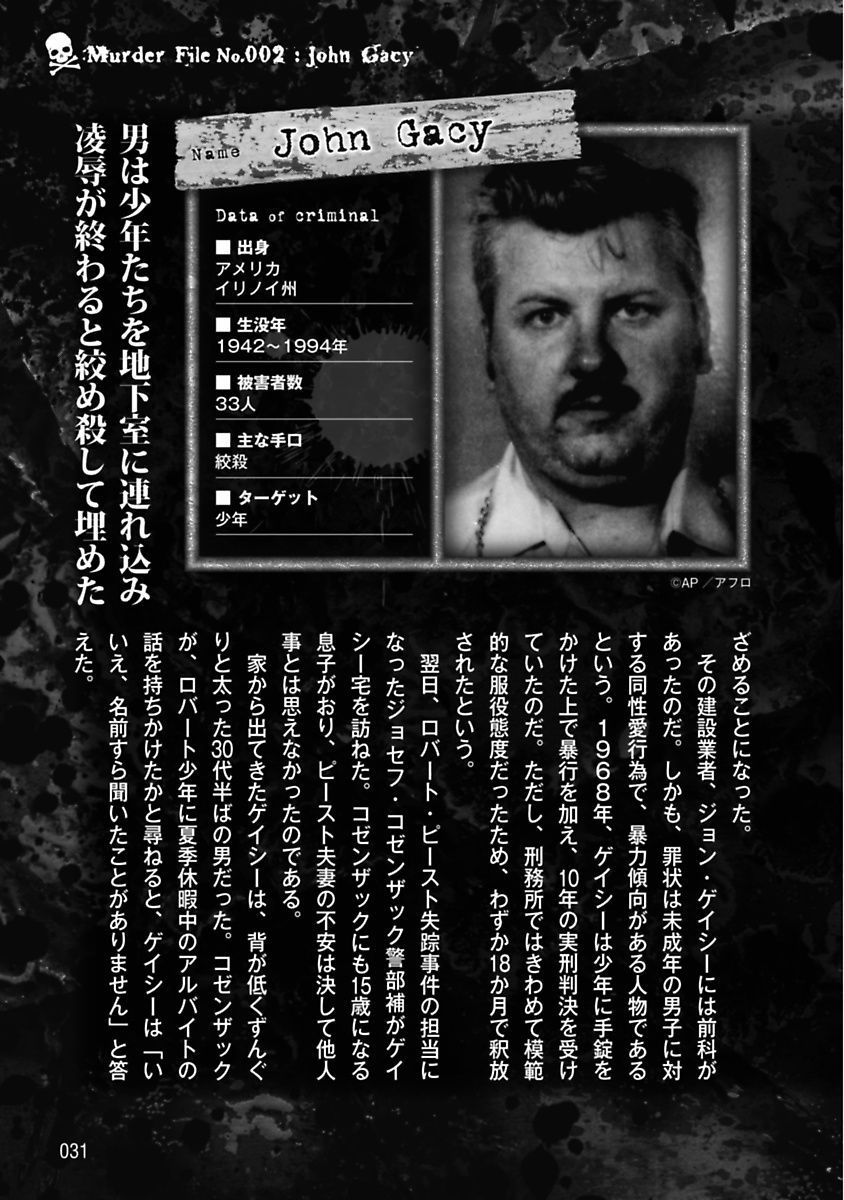 Murder File No.002 : John Gacy
男は少年たちを地下室に連れ込み
凌辱が終わると絞め殺して埋めた
Name John Gacy
Data of criminal
■ 出身
アメリカ
イリノイ州
■ 生没年
1942～1994年
■ 被害者数
33人
■ 主な手口
絞殺
■ ターゲット
少年
©AP／アフロ
ざめることになった。
その建設業者、ジョン・ゲイシーには前科が
あったのだ。しかも、罪状は未成年の男子に対
する同性愛行為で、暴力傾向がある人物である
という。1968年、ゲイシーは少年に手錠を
かけた上で暴行を加え、10年の実刑判決を受け
ていたのだ。ただし、刑務所ではきわめて模範
的な服役態度だったため、わずか18か月で釈放
されたという。
翌日、ロバート・ピースト失踪事件の担当に
なったジョセフ・コゼンザック警部補がゲイ
シー宅を訪ねた。コゼンザックにも15歳になる
息子がおり、ピースト夫妻の不安は決して他人
事とは思えなかったのである。
家から出てきたゲイシーは、背が低くずんぐ
りと太った30代半ばの男だった。コゼンザック
が、ロバート少年に夏季休暇中のアルバイトの
話を持ちかけたかと尋ねると、ゲイシーは「い
いえ、名前すら聞いたことがありません」と答
えた。
031